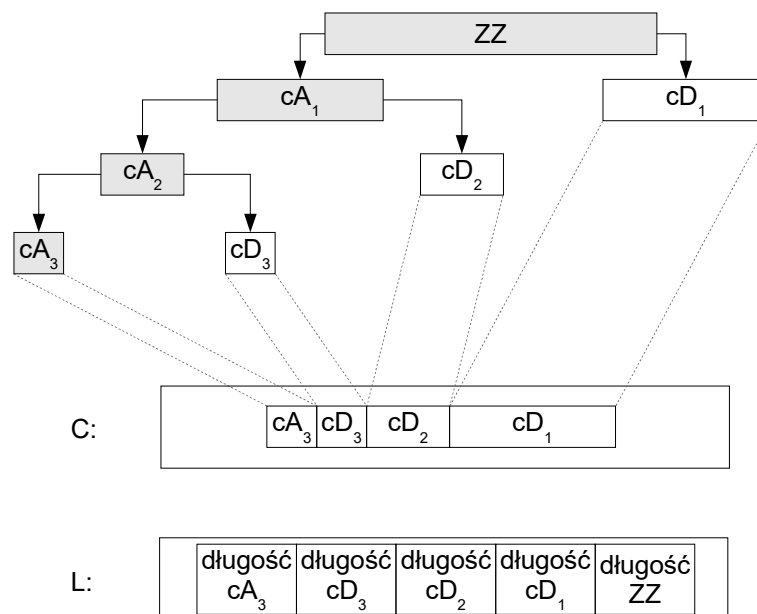 ZZ
cA₁
cD₁
cA₂
cD₂
cA₃
cD₃
C:
cA₃ cD₃ cD₂ cD₁
L:
długość długość długość długość długość
cA₃ cD₃ cD₂ cD₁ ZZ